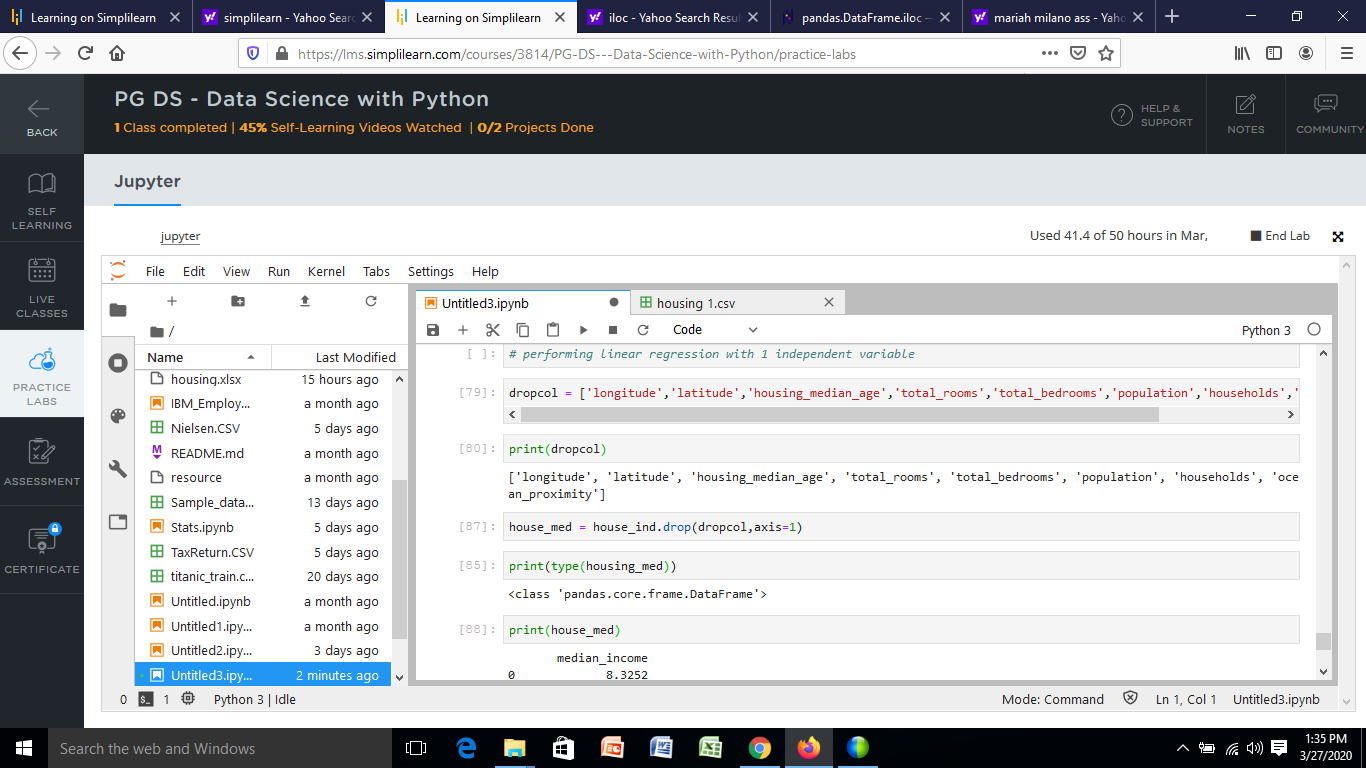 Learning on Simplilearn
simplilearn - Yahoo Sear
Learning on Simplilearn
iloc - Yahoo Search Resul
pandas.DataFrame.iloc —
mariah milano ass - Yaho
https://lms.simplilearn.com/courses/3814/PG-DS---Data-Science-with-Python/practice-labs
PG DS - Data Science with Python
1 Class completed | 45% Self-Learning Videos Watched | 0/2 Projects Done
BACK
HELP & SUPPORT
NOTES
COMMUNITY
SELF LEARNING
LIVE CLASSES
PRACTICE LABS
ASSESSMENT
CERTIFICATE
Jupyter
jupyter
Used 41.4 of 50 hours in Mar,
End Lab
File Edit View Run Kernel Tabs Settings Help
/
Name Last Modified
housing.xlsx 15 hours ago
IBM_Employ... a month ago
Nielsen.CSV 5 days ago
README.md a month ago
resource a month ago
Sample_data... 13 days ago
Stats.ipynb 5 days ago
TaxReturn.CSV 5 days ago
titanic_train.c... 20 days ago
Untitled.ipynb a month ago
Untitled1.ipy... a month ago
Untitled2.ipy... 3 days ago
Untitled3.ipy... 2 minutes ago
Untitled3.ipynb
housing 1.csv
Code
Python 3
[ ]: # performing linear regression with 1 independent variable
[79]: dropcol = ['longitude','latitude','housing_median_age','total_rooms','total_bedrooms','population','households','
[80]: print(dropcol)
['longitude', 'latitude', 'housing_median_age', 'total_rooms', 'total_bedrooms', 'population', 'households', 'oce
an_proximity']
[87]: house_med = house_ind.drop(dropcol,axis=1)
[85]: print(type(housing_med))
<class 'pandas.core.frame.DataFrame'>
[88]: print(house_med)
median_income
0 8.3252
0 1 Python 3 | Idle
Mode: Command Ln 1, Col 1 Untitled3.ipynb
Search the web and Windows
1:35 PM
3/27/2020